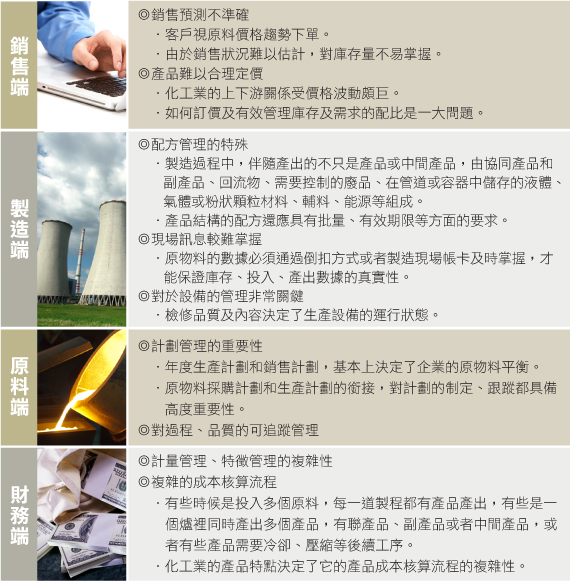 銷售端
◎銷售預測不準確
．客戶視原料價格趨勢下單。
．由於銷售狀況難以估計，對庫存量不易掌握。
◎產品難以合理定價
．化工業的上下游關係受價格波動頗巨。
．如何訂價及有效管理庫存及需求的配比是一大問題。
製造端
◎配方管理的特殊
．製造過程中，伴隨產出的不只是產品或中間產品，由協同產品和
副產品、回流物、需要控制的廢品、在管道或容器中儲存的液體、
氣體或粉狀顆粒材料、輔料、能源等組成。
．產品結構的配方還應具有批量、有效期限等方面的要求。
◎現場訊息較難掌握
．原物料的數據必須通過倒扣方式或者製造現場帳卡及時掌握，才
能保證庫存、投入、產出數據的真實性。
◎對於設備的管理非常關鍵
．檢修品質及內容決定了生產設備的運行狀態。
原料端
◎計劃管理的重要性
．年度生產計劃和銷售計劃，基本上決定了企業的原物料平衡。
．原物料採購計劃和生產計劃的銜接，對計劃的制定、跟蹤都具備
高度重要性。
◎對過程、品質的可追蹤管理
財務端
◎計量管理、特徵管理的複雜性
◎複雜的成本核算流程
．有些時候是投入多個原料，每一道製程都有產品產出，有些是一
個爐裡同時產出多個產品，有聯產品、副產品或者中間產品，或
者有些產品需要冷卻、壓縮等後續工序。
．化工業的產品特點決定了它的產品成本核算流程的複雜性。